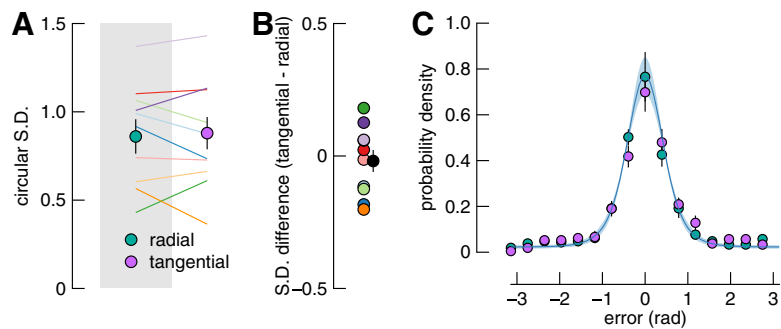 A
circular S.D.
1.5
1.0
0.5
0
radial
tangential
B
S.D. difference (tangential - radial)
0.5
0
−0.5
C
probability density
1.0
0.8
0.6
0.4
0.2
0
−3 −2 −1 0 1 2 3
error (rad)